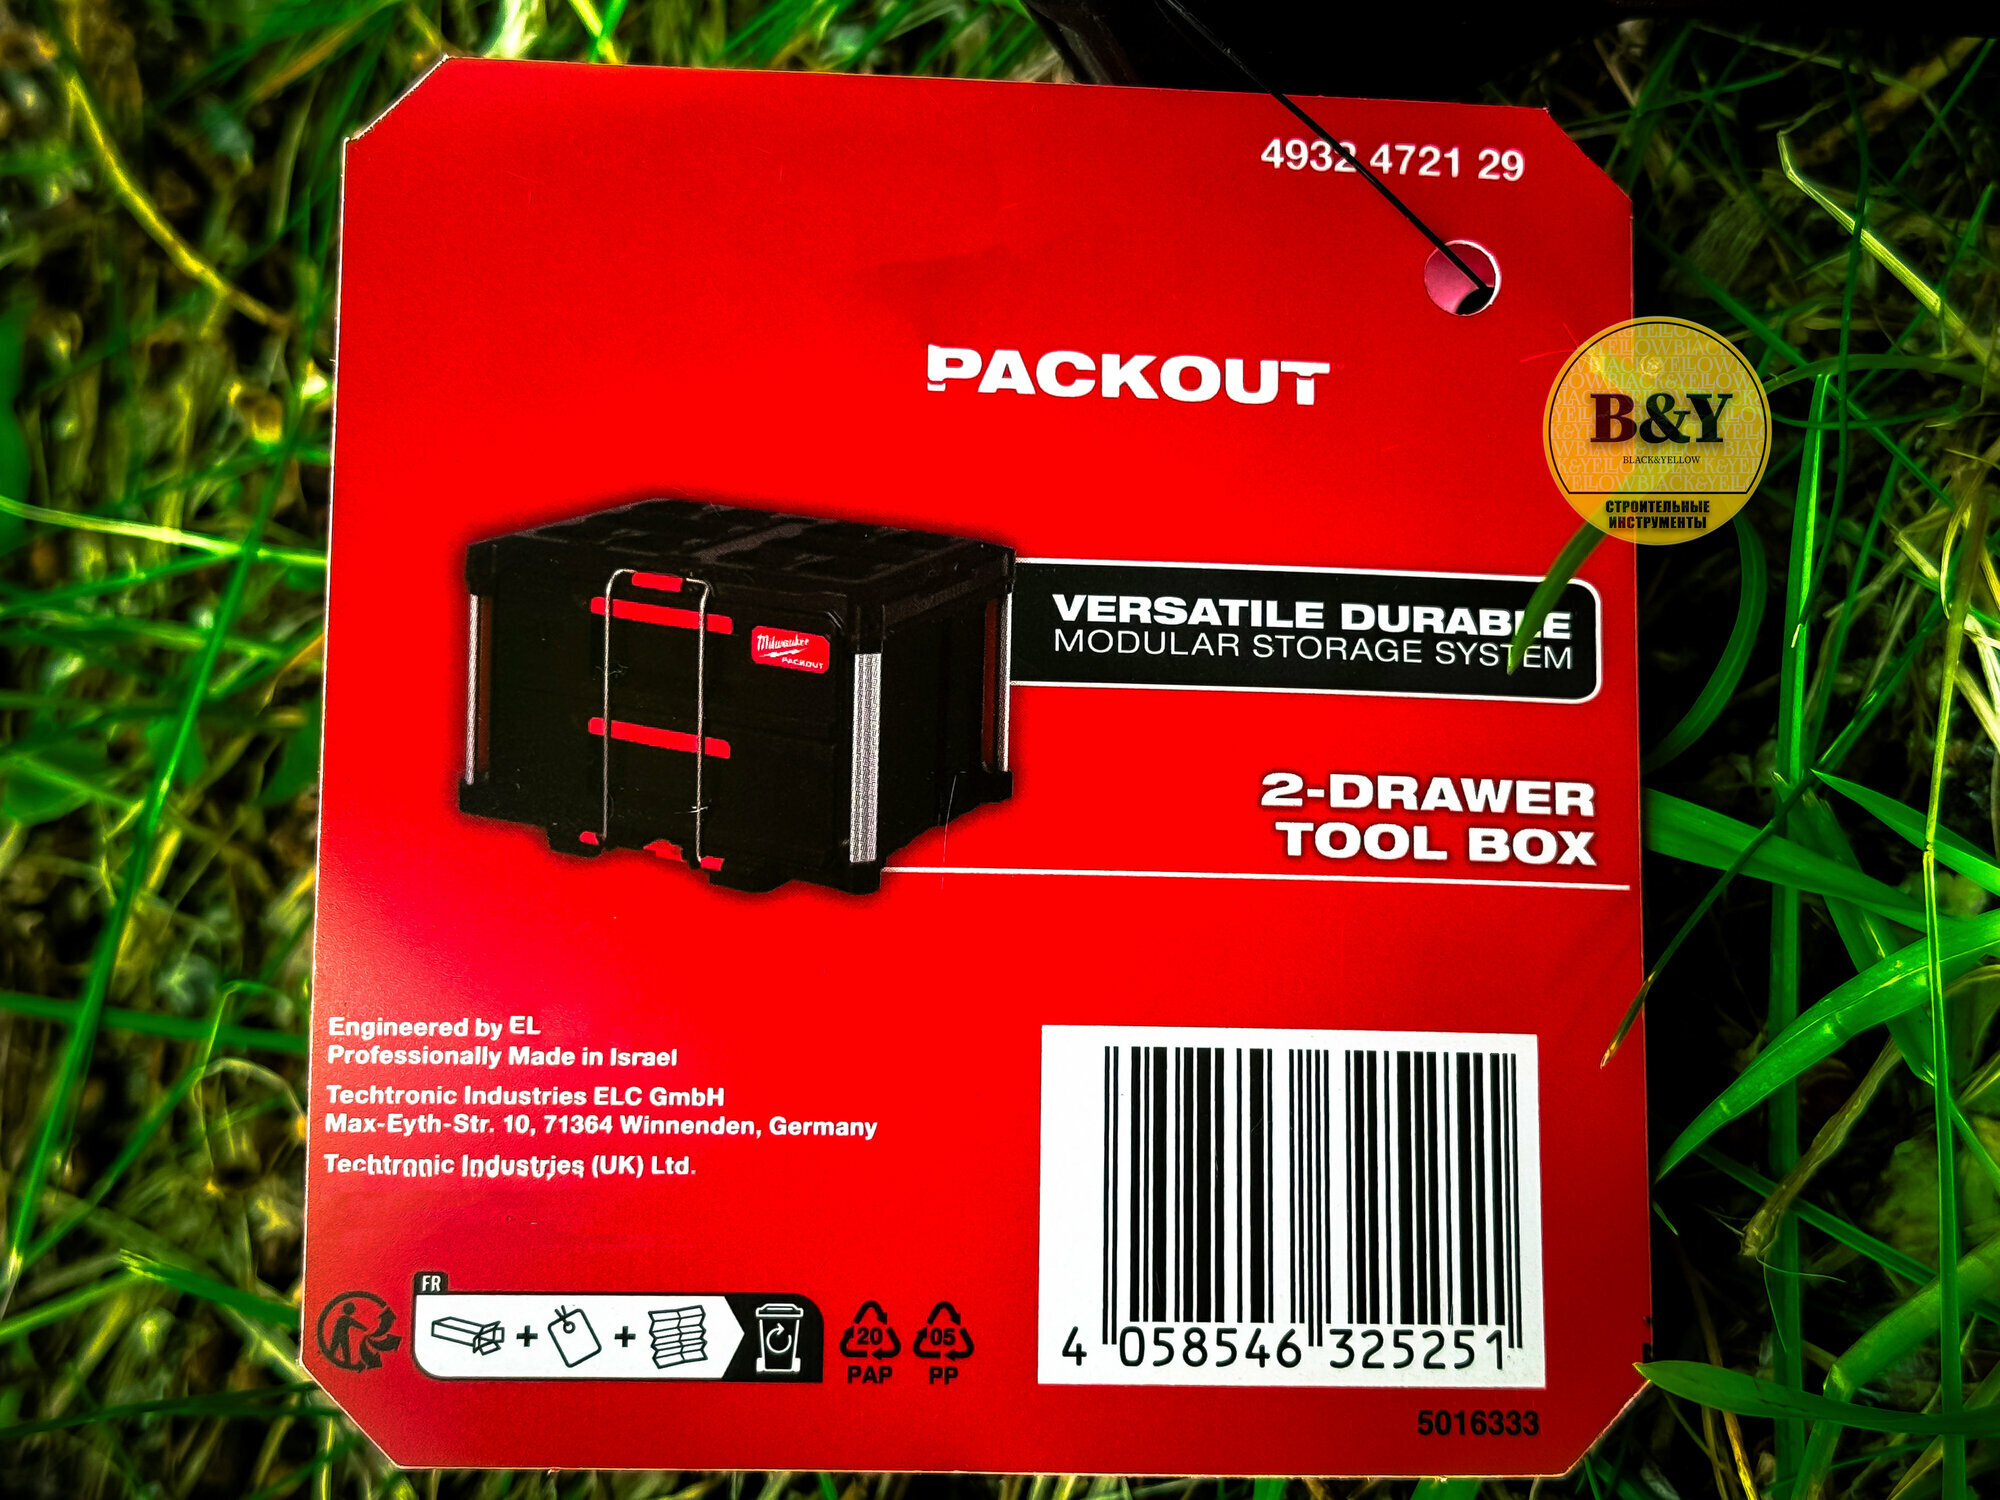 4932 4721 29
PACKOUT
B&Y
BLACK&YELLOW
СТРОИТЕЛЬНЫЕ
ИНСТРУМЕНТЫ
Milwaukee
PACKOUT
VERSATILE DURABLE
MODULAR STORAGE SYSTEM
2-DRAWER
TOOL BOX
Engineered by EL
Professionally Made in Israel
Techtronic Industries ELC GmbH
Max-Eyth-Str. 10, 71364 Winnenden, Germany
Techtronic Industries (UK) Ltd.
FR
20
PAP
05
PP
4 058546 325251
5016333